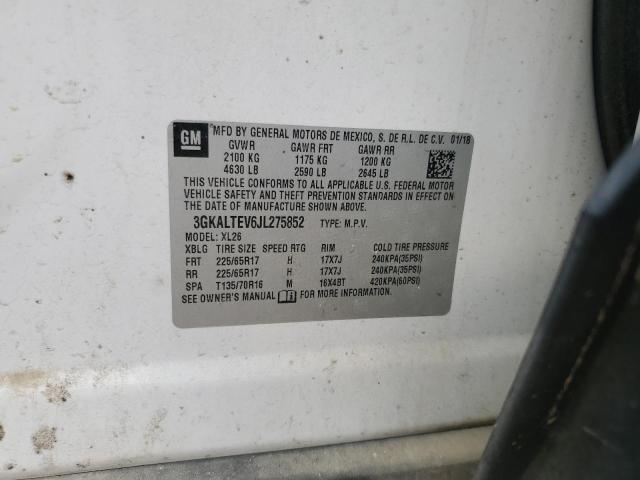 GM MFD BY GENERAL MOTORS DE MEXICO, S. DE R.L. DE C.V. 01/18
GVWR GAWR FRT GAWR RR
2100 KG 1175 KG 1200 KG
4630 LB 2590 LB 2645 LB
THIS VEHICLE CONFORMS TO ALL APPLICABLE U.S. FEDERAL MOTOR
VEHICLE SAFETY AND THEFT PREVENTION STANDARDS IN EFFECT ON
THE DATE OF MANUFACTURE SHOWN ABOVE.
3GKALTEV6JL275852 TYPE: M.P.V.
MODEL: XL26
XBLG TIRE SIZE SPEED RTG RIM COLD TIRE PRESSURE
FRT 225/65R17 H 17X7J 240KPA(35PSI)
RR 225/65R17 H 17X7J 240KPA(35PSI)
SPA T135/70R16 M 16X4BT 420KPA(60PSI)
SEE OWNER'S MANUAL FOR MORE INFORMATION.